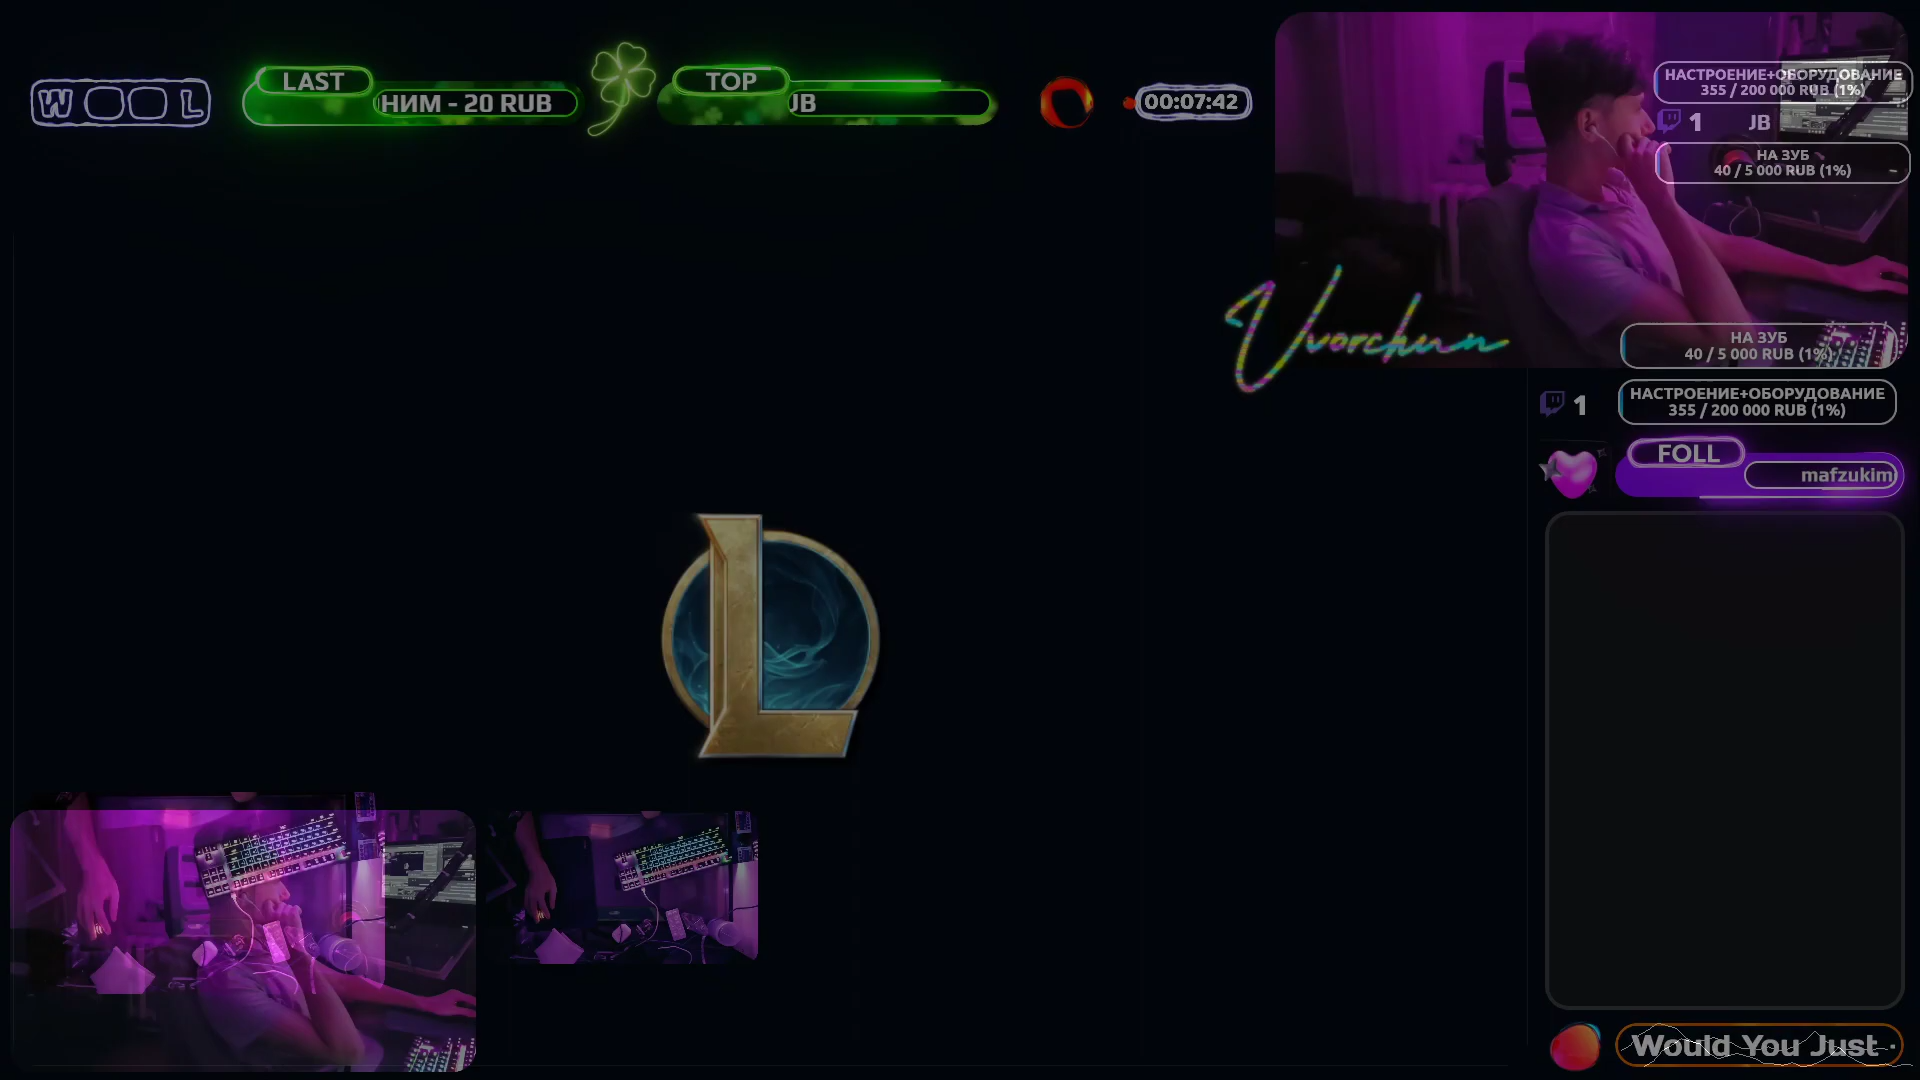 WOOL
LAST
НИМ - 20 RUB
TOP
JB
00:07:42
НАСТРОЕНИЕ+ОБОРУДОВАНИЕ
355 / 200 000 RUB (1%)
1
JB
НА ЗУБ
40 / 5 000 RUB (1%)
Vvorchun
НА ЗУБ
40 / 5 000 RUB (1%)
1
НАСТРОЕНИЕ+ОБОРУДОВАНИЕ
355 / 200 000 RUB (1%)
FOLL
mafzukim
L
Would You Just ·